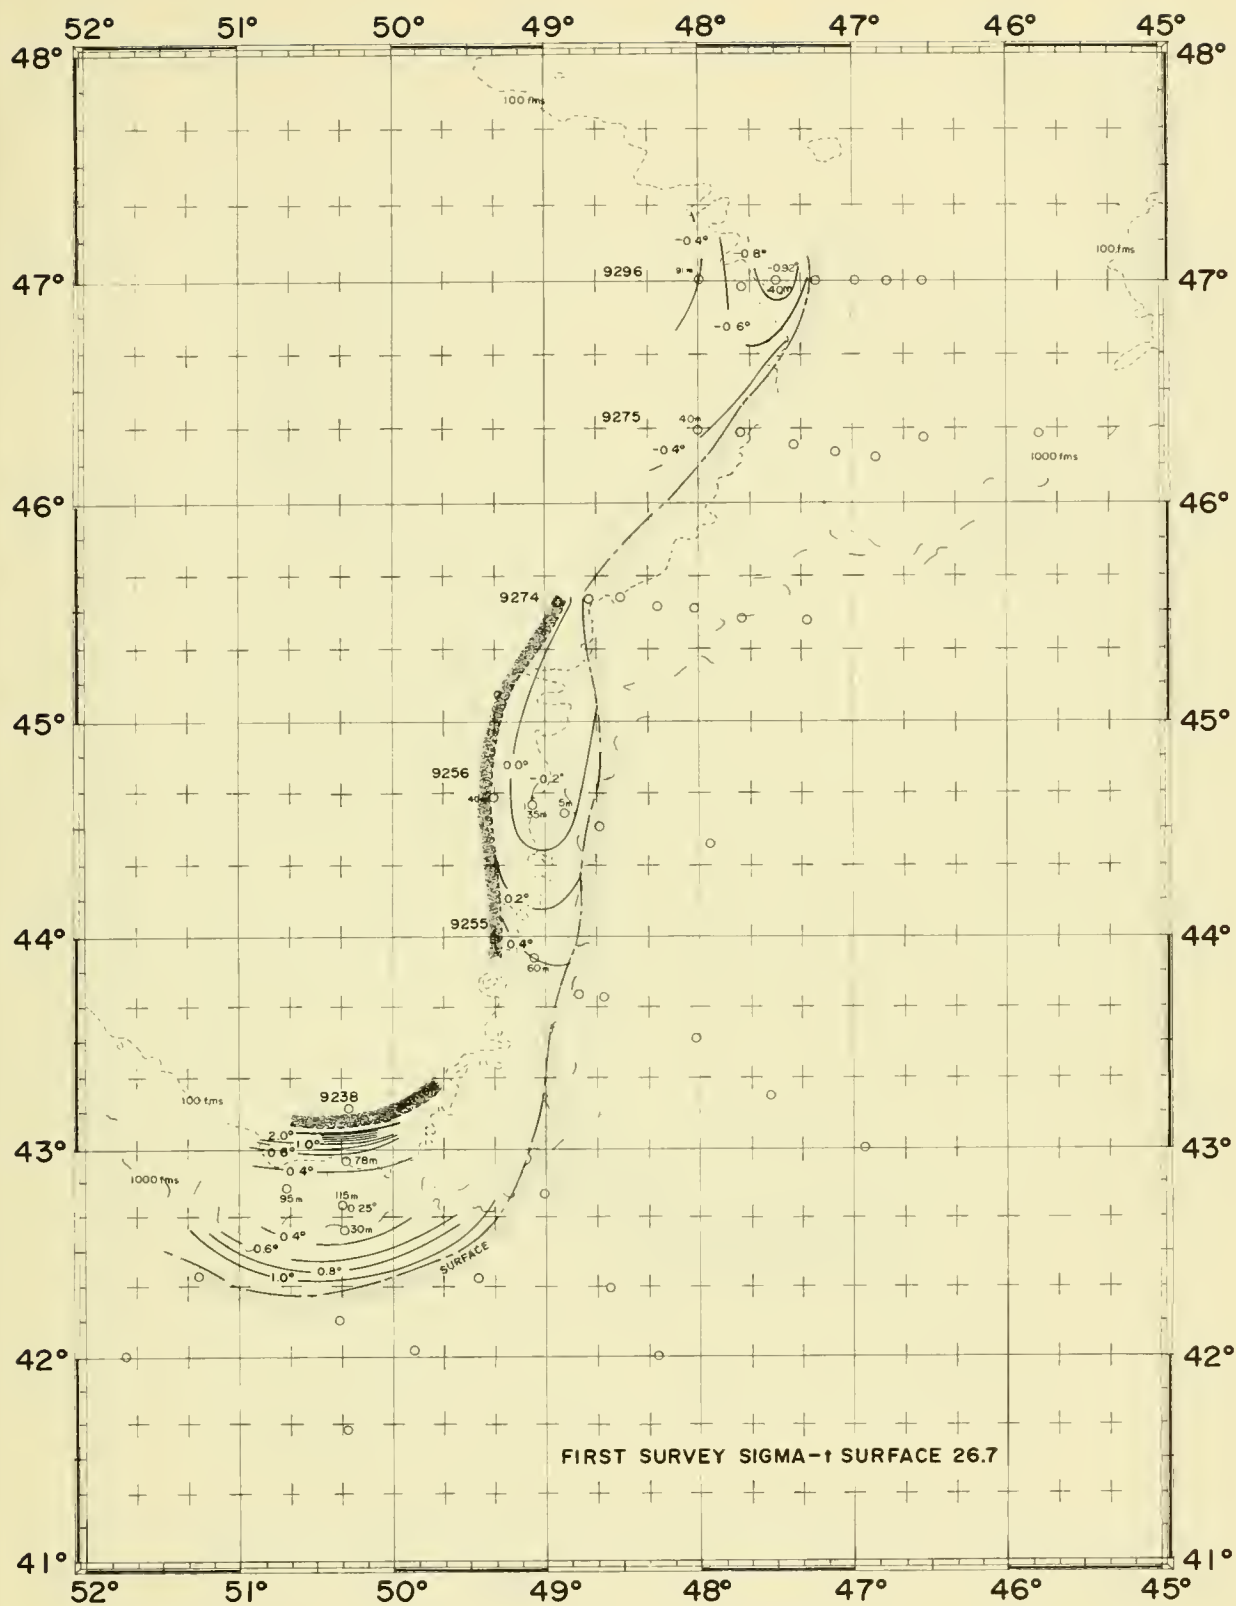 52° 51° 50° 49° 48° 47° 46° 45°
48° 48°
100 fms
-0.4° -0.8°
100 fms
9296 91m -0.92°
47° 47°
40m
-0.6°
9275 40m
-0.4°
1000 fms
46° 46°
9274
45° 45°
0.0°
9256 -0.2°
40m 5m
35m
0.2°
9255
44° 44°
0.4°
60m
9238
100 fms
2.0°
1.0°
43° 43°
0.6°
78m
0.4°
1000 fms
95m 115m
0.25°
30m
0.4°
0.6°
SURFACE
0.8°
1.0°
42° 42°
FIRST SURVEY SIGMA-t SURFACE 26.7
41° 41°
52° 51° 50° 49° 48° 47° 46° 45°